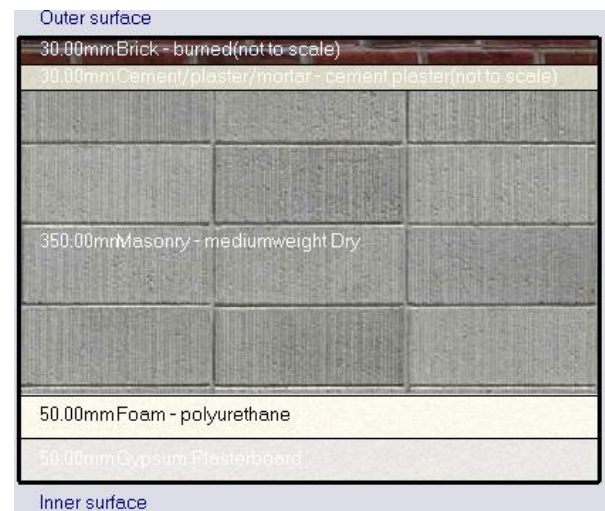 Outer surface
30.00mmBrick - burned(not to scale)
30.00mmCement/plaster/mortar - cement plaster(not to scale)
350.00mmMasonry - mediumweight Dry
50.00mmFoam - polyurethane
50.00mmGypsum Plasterboard
Inner surface